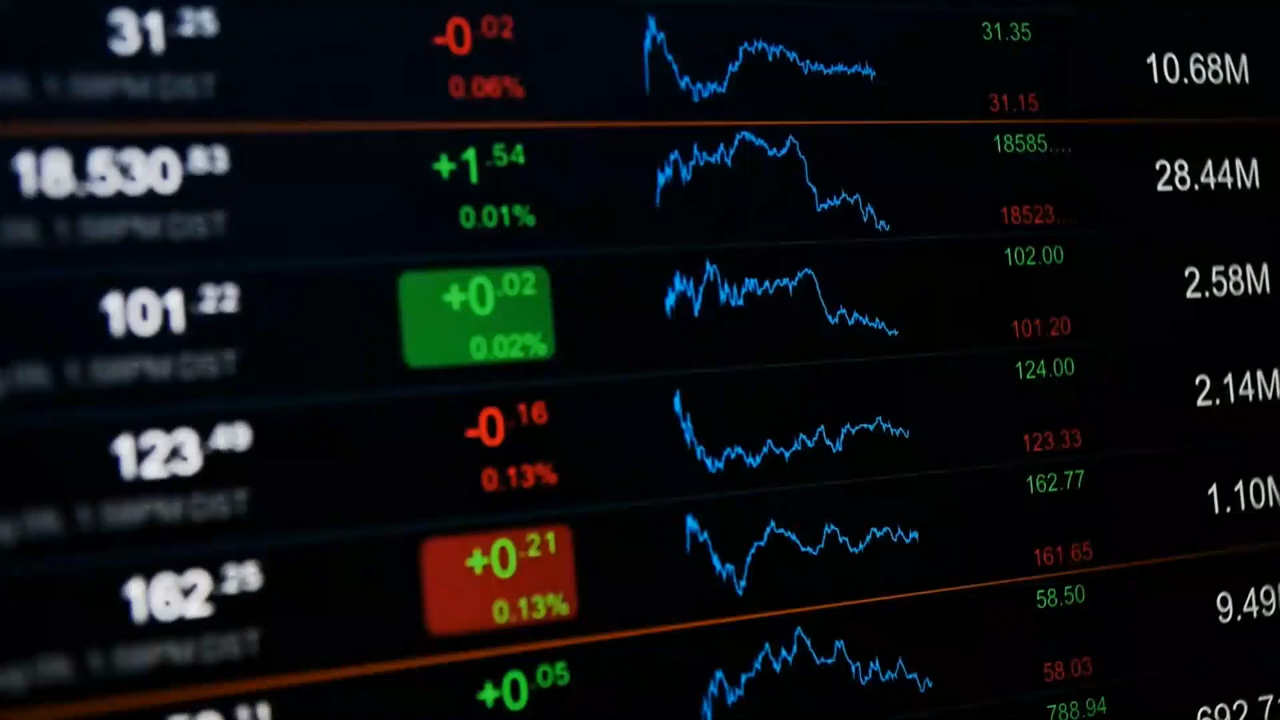 31.25 -0.02 31.35
0.06% 31.15 10.68M
18.530.83 +1.54 18585....
0.01% 18523.... 28.44M
101.22 +0.02 102.00
0.02% 101.20 2.58M
123.49 -0.16 124.00
0.13% 123.33 2.14M
162.25 +0.21 162.77
0.13% 161.65 1.10M
+0.05 58.50
58.03 9.49
788.94